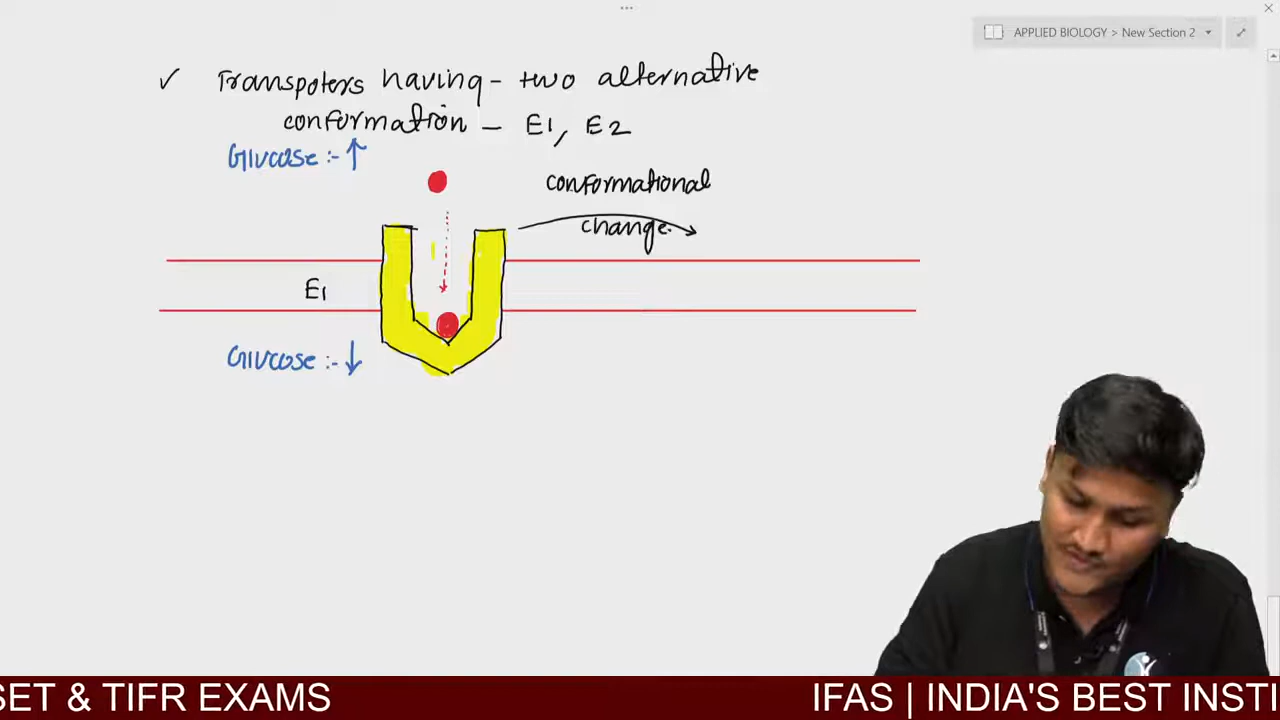 APPLIED BIOLOGY > New Section 2
✓ Transpoters having - two alternative
conformation - E1, E2
Glucose :- ↑
conformational
change.
E1
Glucose :- ↓
SET & TIFR EXAMS
IFAS | INDIA'S BEST INSTI